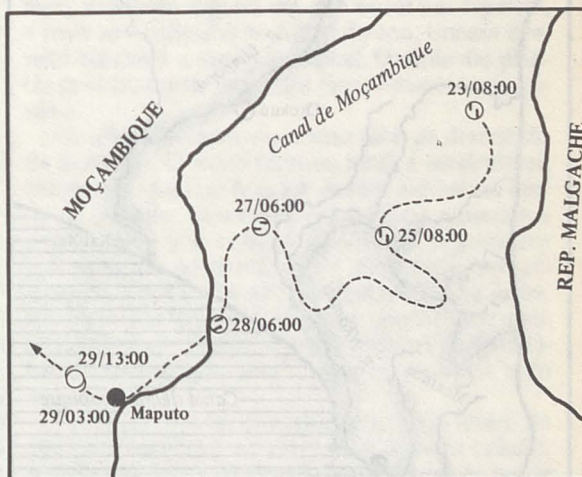 23/08:00
Canal de Moçambique
MOÇAMBIQUE
27/06:00
25/08:00
REP. MALGACHE
28/06:00
29/13:00
29/03:00
Maputo